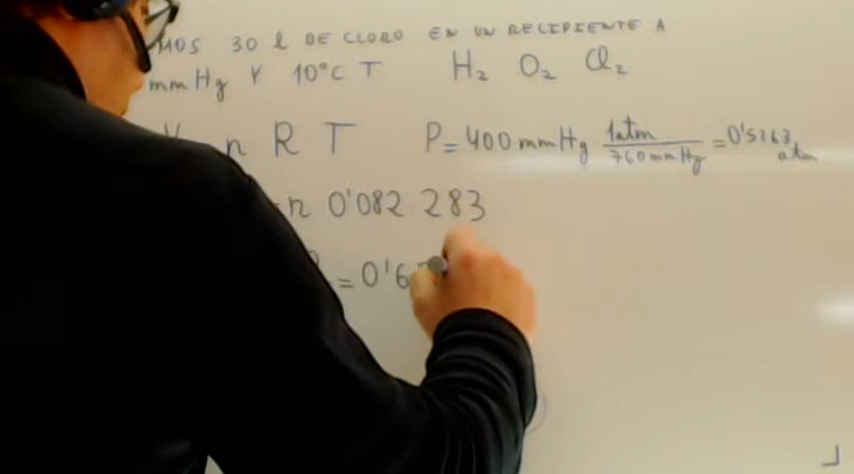 30 l DE CLORO EN UN RECIPIENTE A
mmHg Y 10°C T H₂ O₂ Cl₂
n R T P = 400 mmHg 1atm / 760 mmHg = 0'5263 atm
n 0'082 · 283
= 0'6